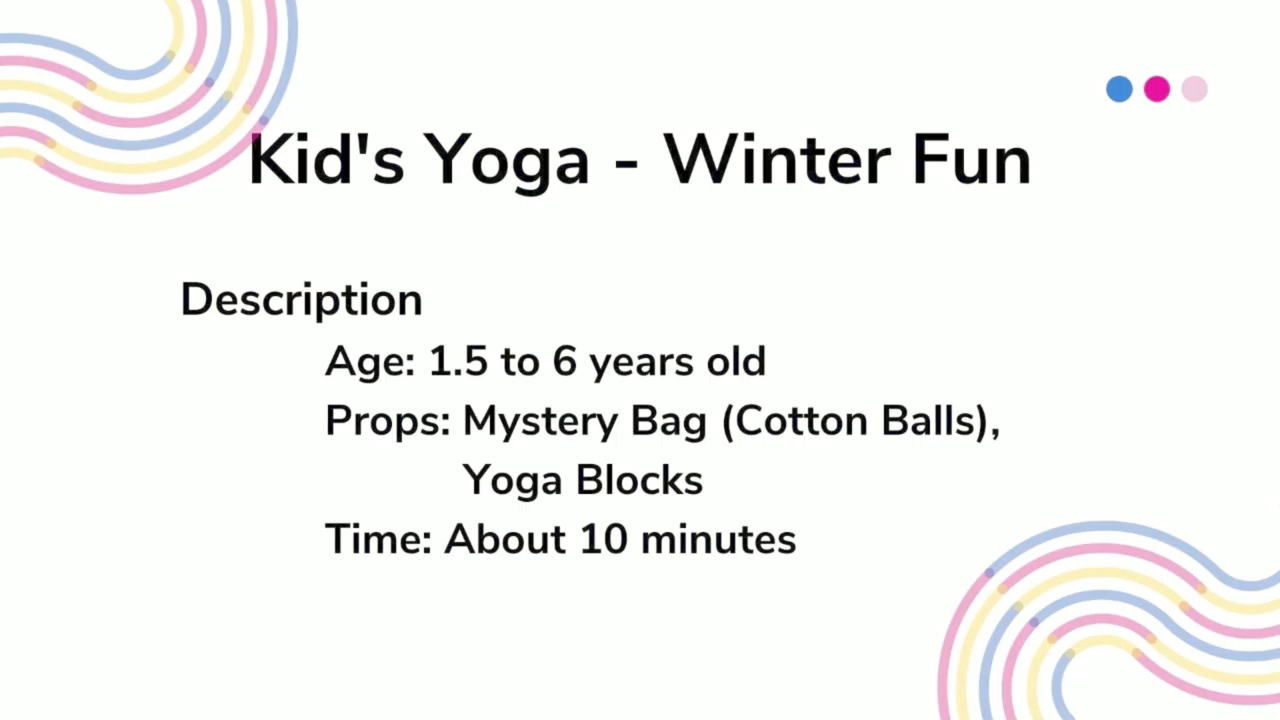 Kid's Yoga - Winter Fun
Description
Age: 1.5 to 6 years old
Props: Mystery Bag (Cotton Balls),
Yoga Blocks
Time: About 10 minutes